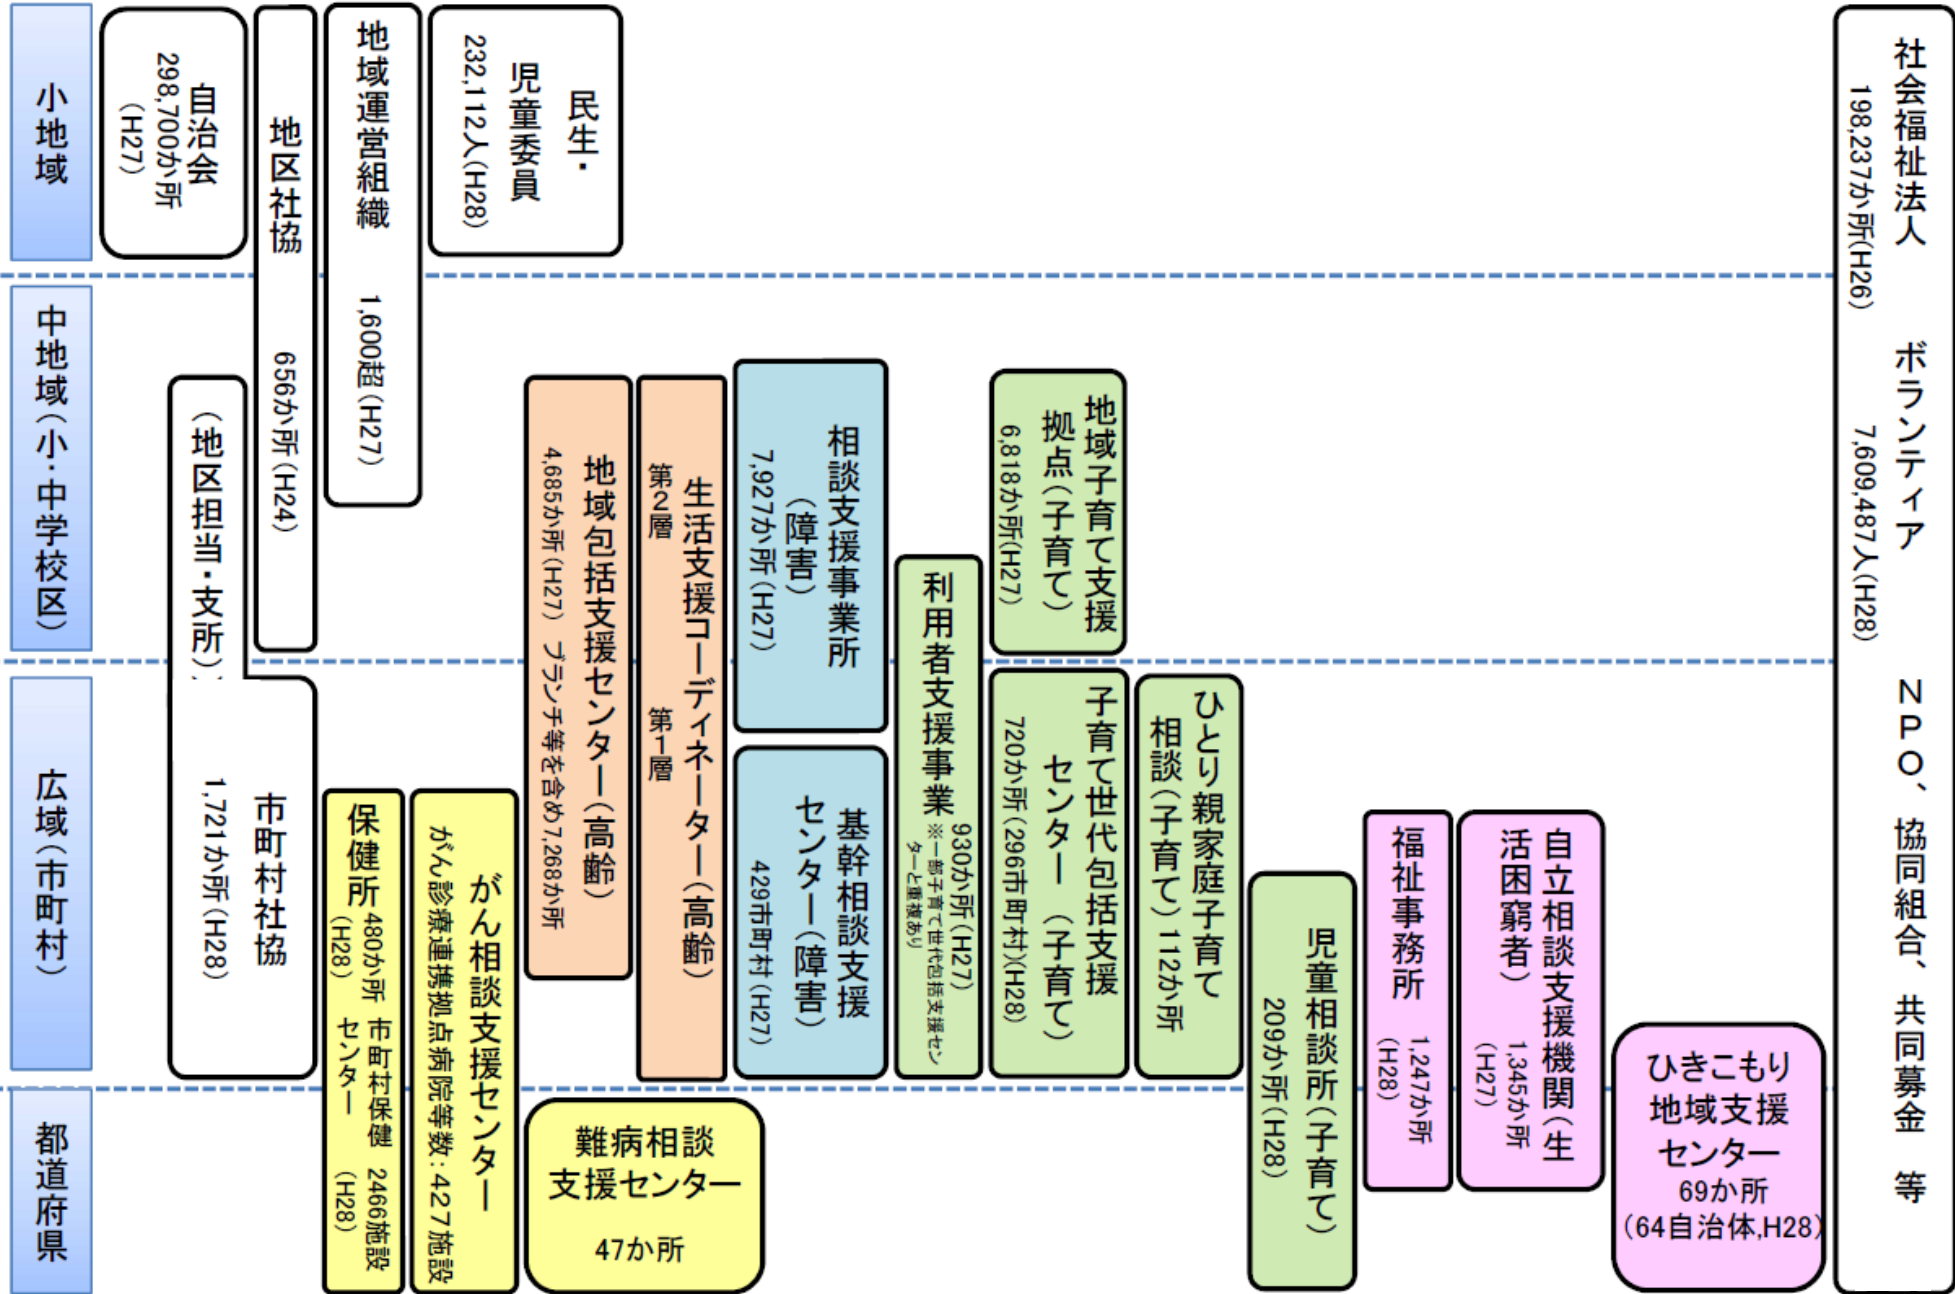 小地域
中地域（小・中学校区）
広域（市町村）
都道府県
自治会
298,700か所
（H27）
地区社協　656か所（H24）
地域運営組織　1,600超（H27）
民生・
児童委員
232,112人（H28）
（地区担当・支所）
市町村社協
1,721か所（H28）
保健所
480か所
（H28）
市町村保健
センター
2466施設
（H28）
がん相談支援センター
がん診療連携拠点病院等数：427施設
地域包括支援センター（高齢）
4,685か所（H27）　ブランチ等を含め7,268か所
生活支援コーディネーター（高齢）
第2層
第1層
難病相談
支援センター
47か所
相談支援事業所
（障害）
7,927か所（H27）
基幹相談支援
センター（障害）
429市町村（H27）
利用者支援事業
930か所（H27）
※一部子育て世代包括支援セン
ターと重複あり
地域子育て支援
拠点（子育て）
6,818か所(H27)
子育て世代包括支援
センター　（子育て）
720か所（296市町村）(H28)
ひとり親家庭子育て
相談（子育て）112か所
児童相談所（子育て）
209か所（H28）
福祉事務所
1,247か所
（H28）
自立相談支援機関（生
活困窮者）
1,345か所
（H27）
ひきこもり
地域支援
センター
69か所
（64自治体,H28）
社会福祉法人
198,237か所(H26)
ボランティア
7,609,487人（H28）
ＮＰＯ、協同組合、共同募金　等